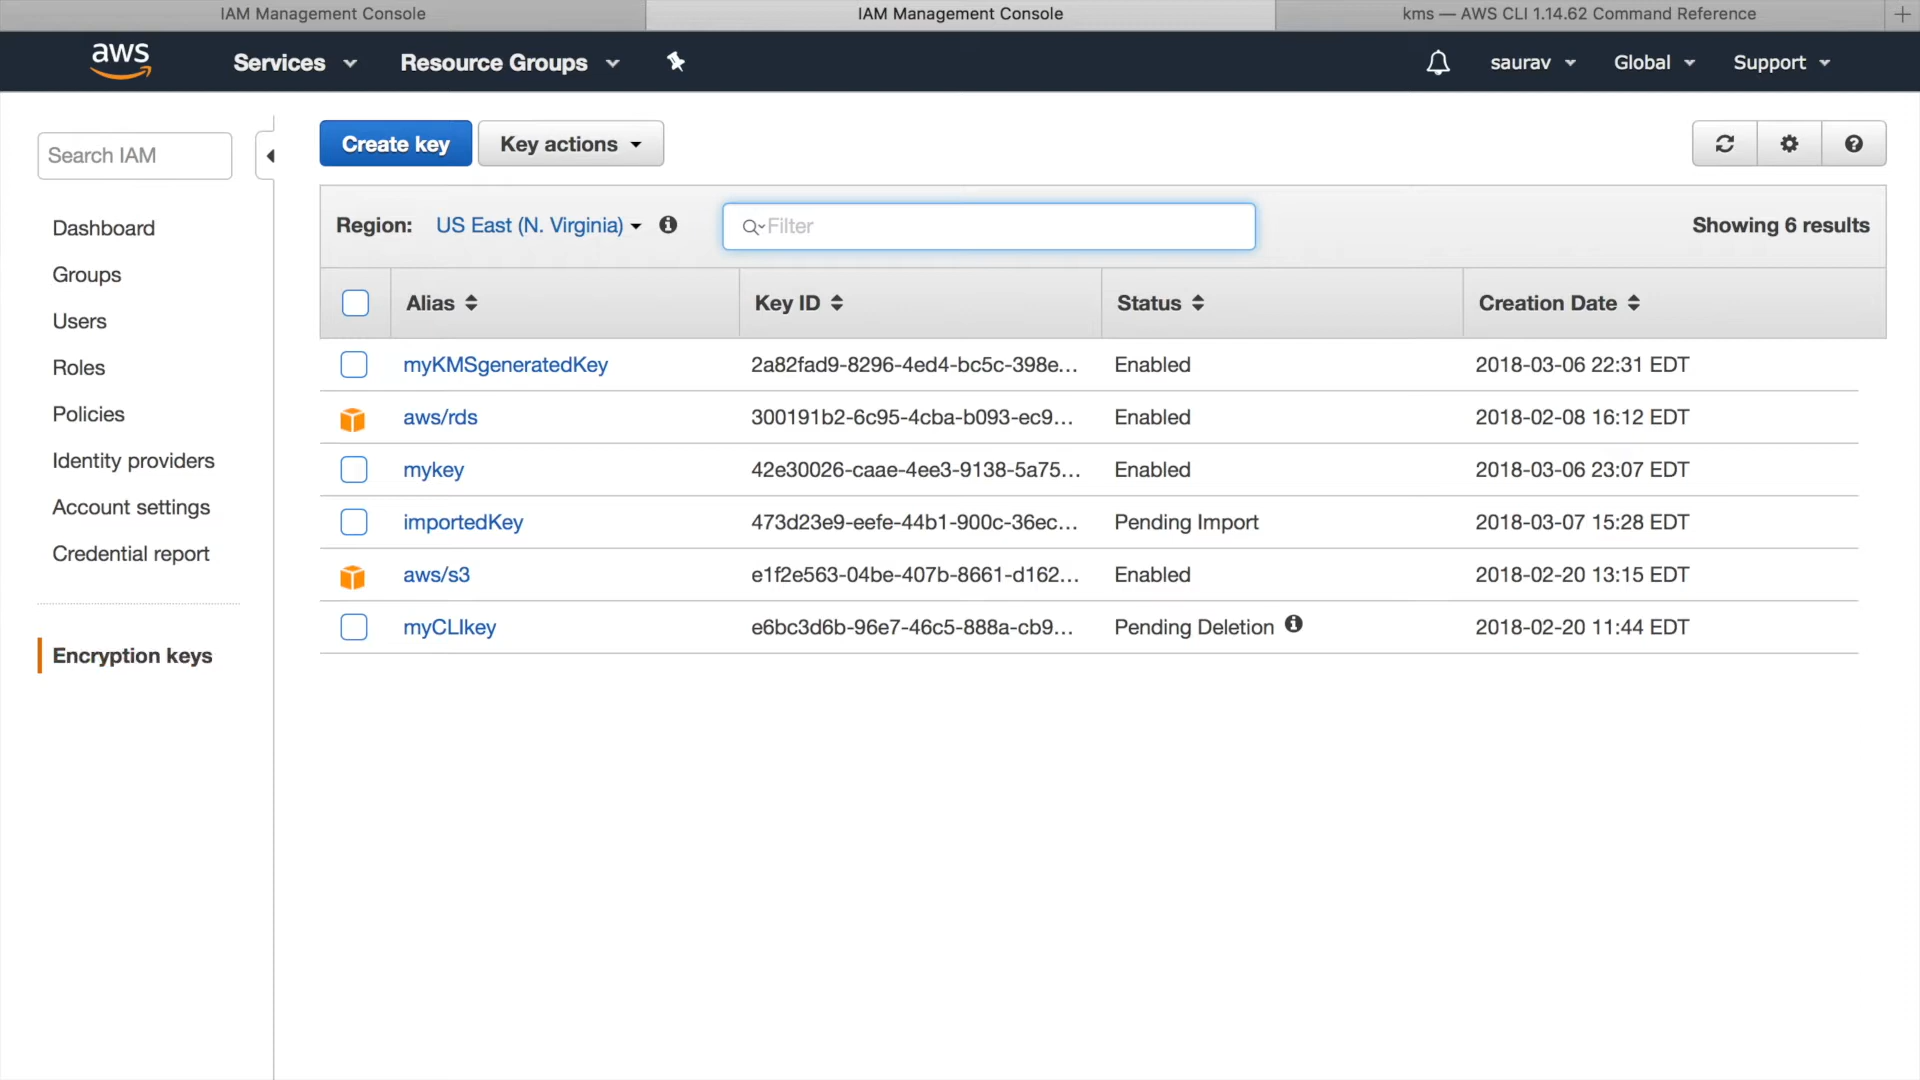 IAM Management Console
IAM Management Console
kms — AWS CLI 1.14.62 Command Reference
aws
Services
Resource Groups
saurav
Global
Support
Search IAM
Dashboard
Groups
Users
Roles
Policies
Identity providers
Account settings
Credential report
Encryption keys
Create key
Key actions
Region: US East (N. Virginia)
Filter
Showing 6 results
Alias Key ID Status Creation Date
myKMSgeneratedKey 2a82fad9-8296-4ed4-bc5c-398e... Enabled 2018-03-06 22:31 EDT
aws/rds 300191b2-6c95-4cba-b093-ec9... Enabled 2018-02-08 16:12 EDT
mykey 42e30026-caae-4ee3-9138-5a75... Enabled 2018-03-06 23:07 EDT
importedKey 473d23e9-eefe-44b1-900c-36ec... Pending Import 2018-03-07 15:28 EDT
aws/s3 e1f2e563-04be-407b-8661-d162... Enabled 2018-02-20 13:15 EDT
myCLIkey e6bc3d6b-96e7-46c5-888a-cb9... Pending Deletion 2018-02-20 11:44 EDT